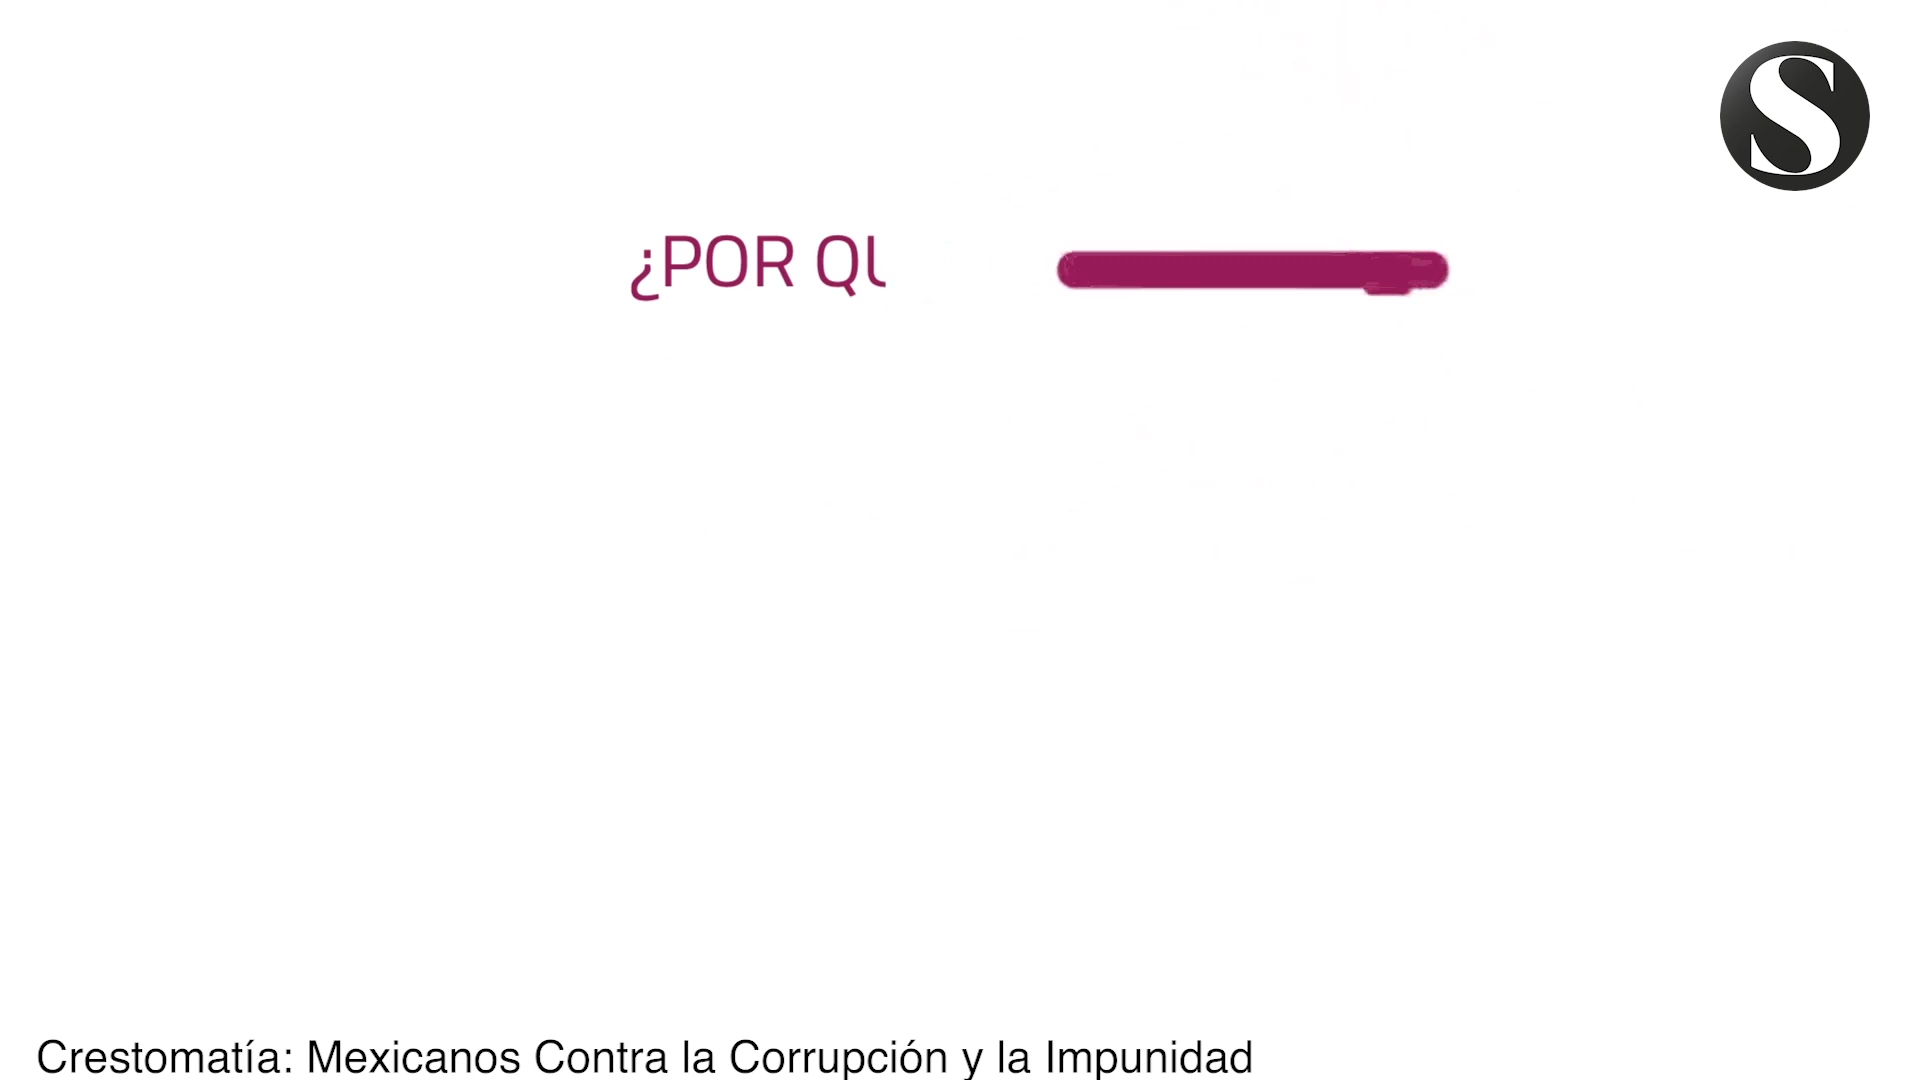 S
¿POR QU
Crestomatía: Mexicanos Contra la Corrupción y la Impunidad